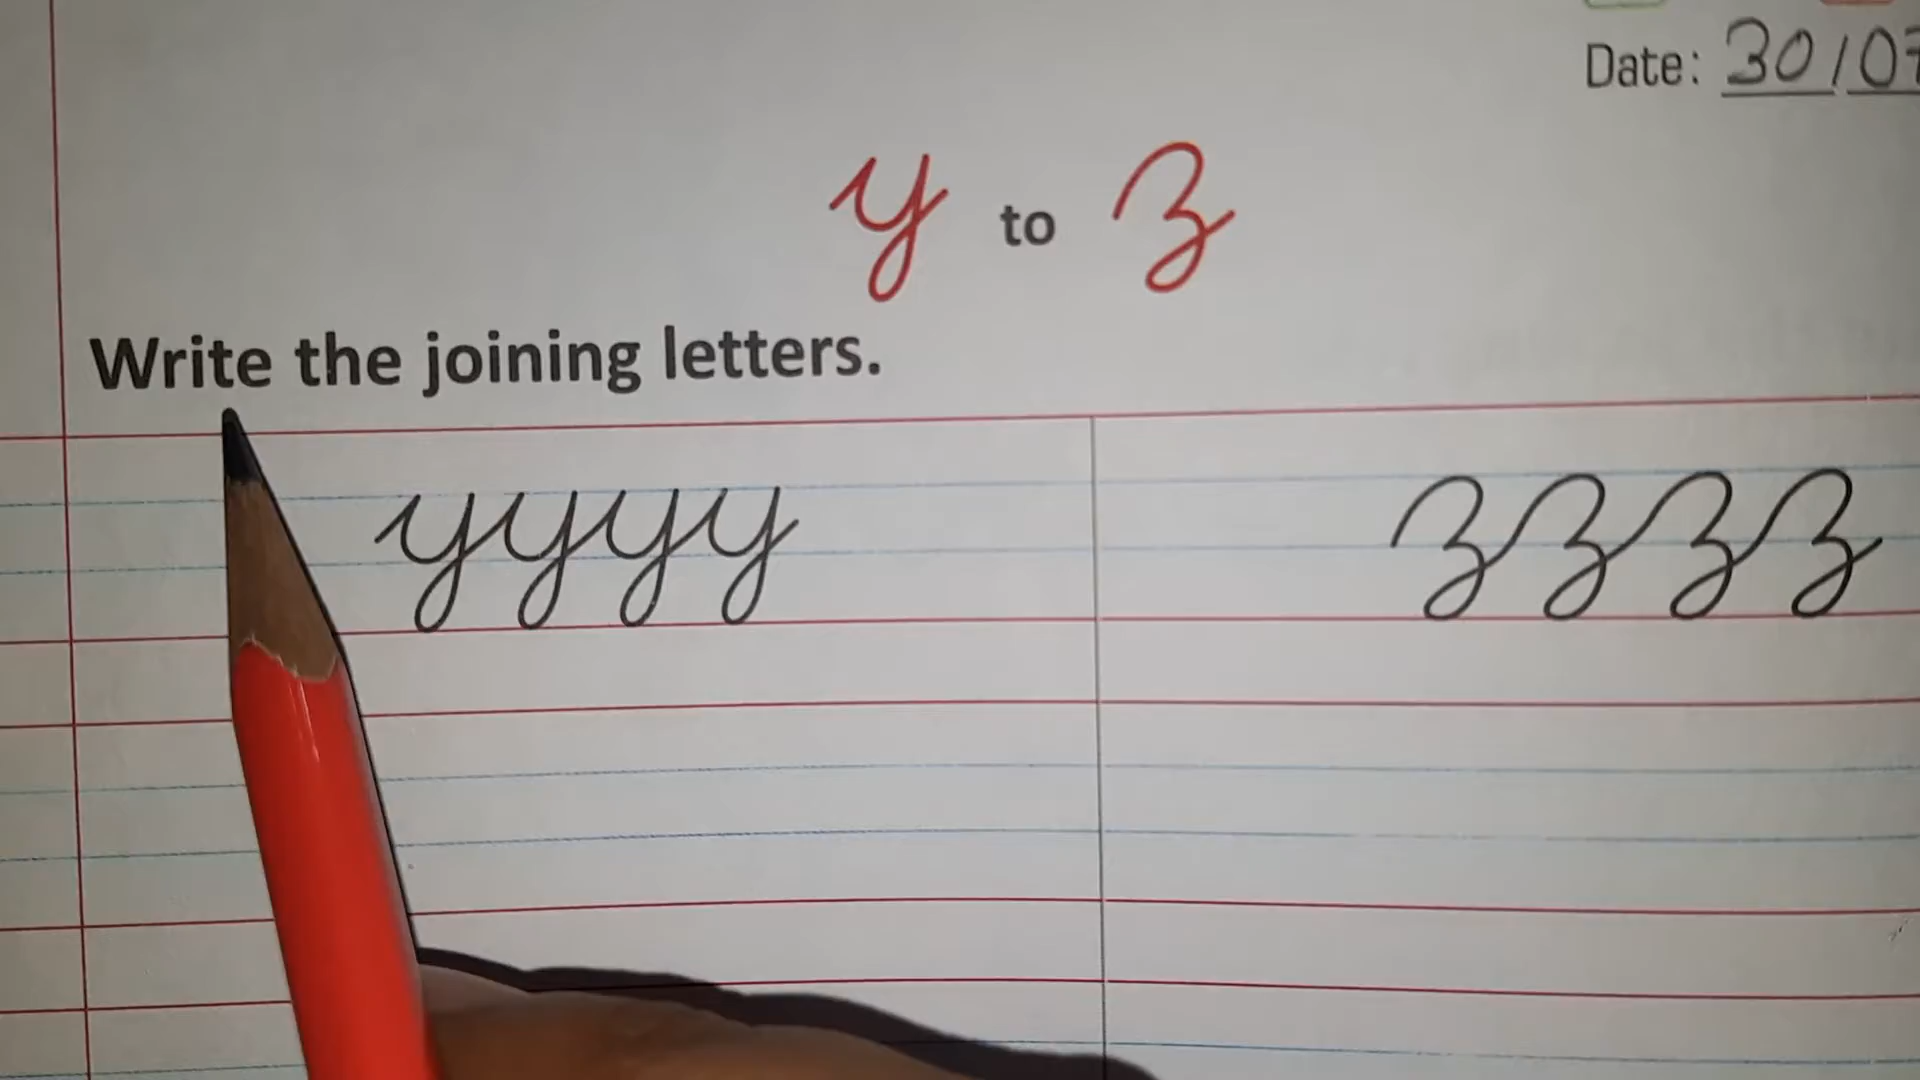 Date: 30/07
y to z
Write the joining letters.
yyyy zzzz